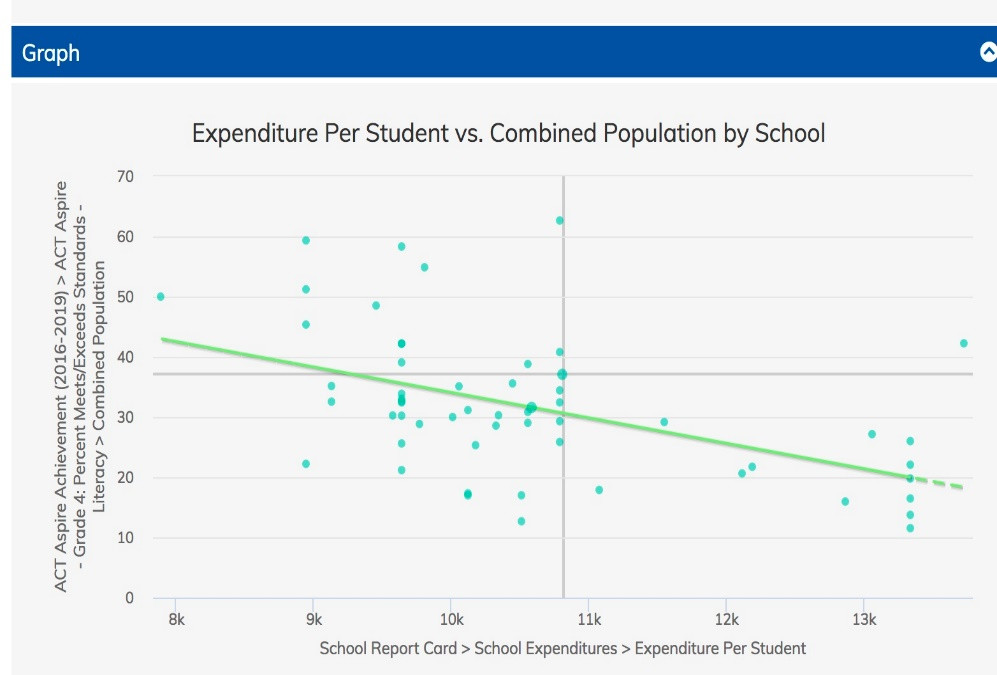 Graph
Expenditure Per Student vs. Combined Population by School
ACT Aspire Achievement (2016-2019) > ACT Aspire
- Grade 4: Percent Meets/Exceeds Standards -
Literacy > Combined Population
70
60
50
40
30
20
10
0
8k 9k 10k 11k 12k 13k
School Report Card > School Expenditures > Expenditure Per Student